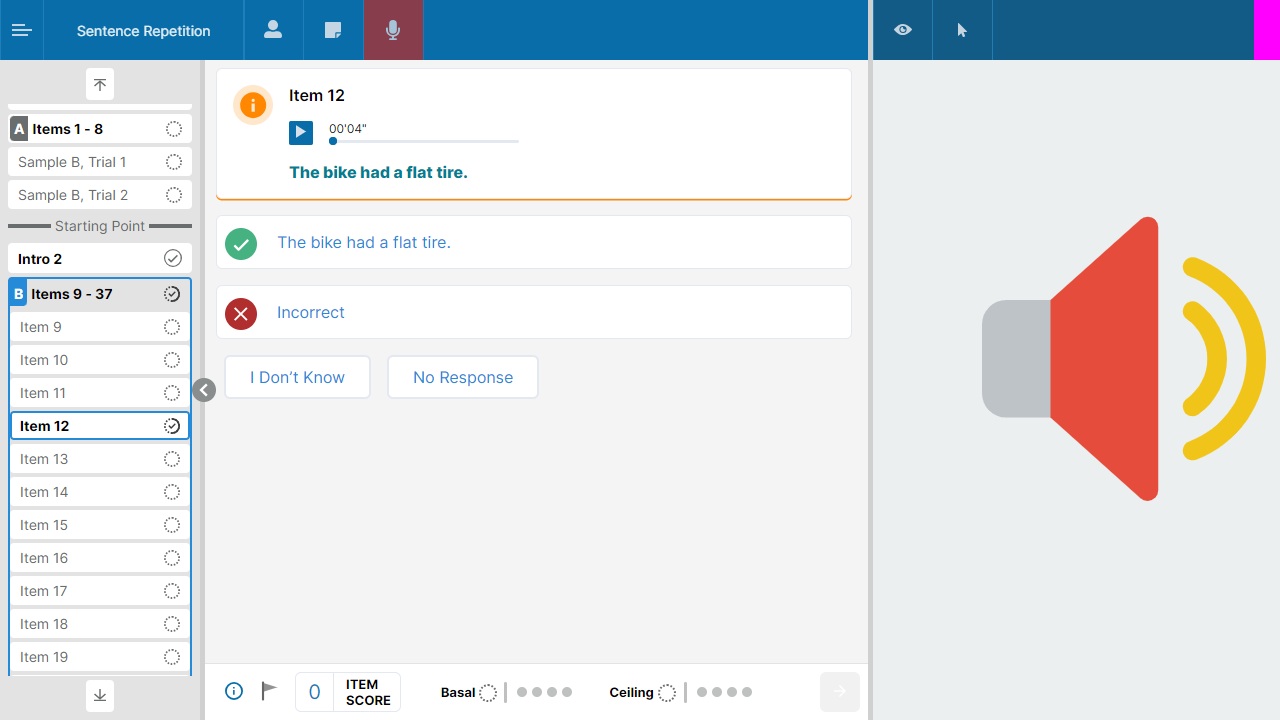 Sentence Repetition
A Items 1 - 8
Sample B, Trial 1
Sample B, Trial 2
Starting Point
Intro 2
B Items 9 - 37
Item 9
Item 10
Item 11
Item 12
Item 13
Item 14
Item 15
Item 16
Item 17
Item 18
Item 19
Item 12
00'04"
The bike had a flat tire.
The bike had a flat tire.
Incorrect
I Don’t Know
No Response
0 ITEM SCORE
Basal
Ceiling